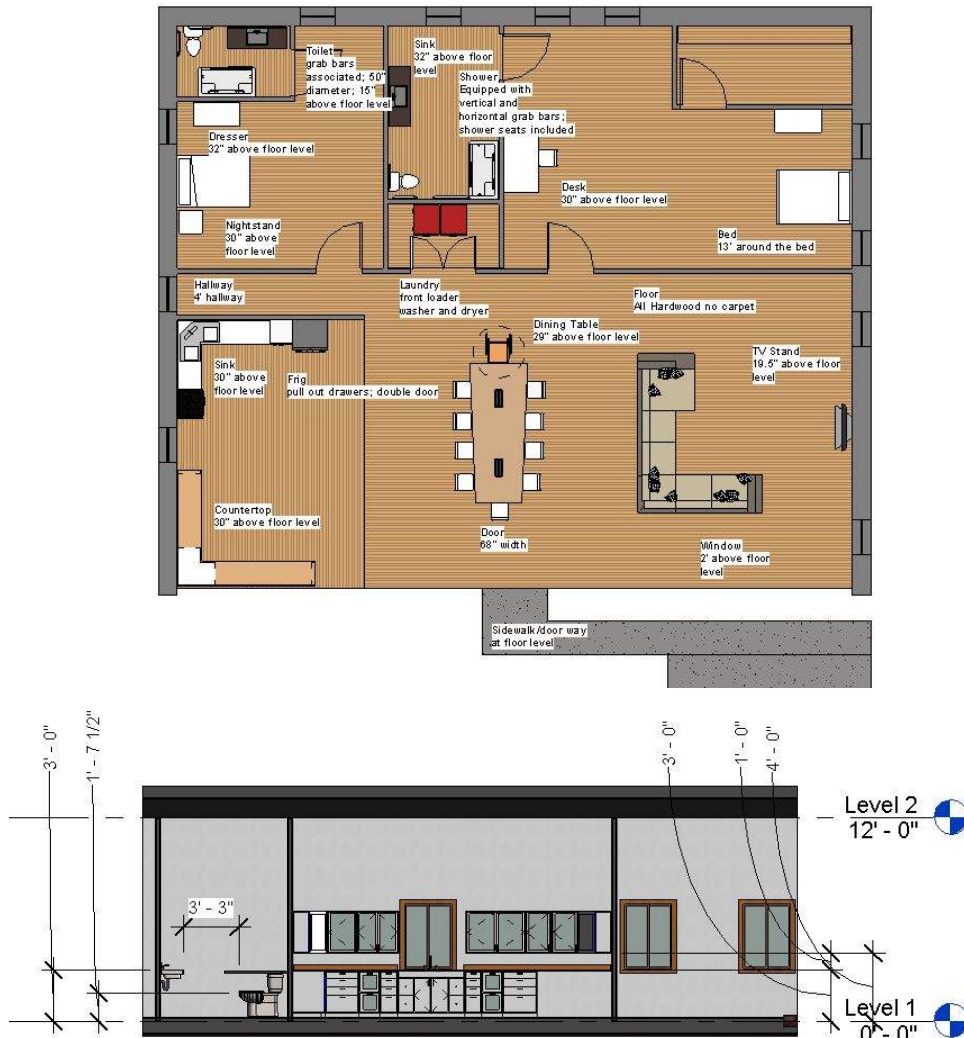 Toilet
grab bars
associated; 50"
diameter; 15"
above floor level
Sink
32" above floor
level
Shower
Equipped with
vertical and
horizontal grab bars;
shower seats included
Dresser
32" above floor level
Desk
30" above floor level
Nightstand
30" above
floor level
Bed
13' around the bed
Hallway
4' hallway
Laundry
front loader
washer and dryer
Floor
All Hardwood no carpet
Dining Table
29" above floor level
TV Stand
19.5" above floor
level
Sink
30" above
floor level
Frig
pull out drawers; double door
Countertop
30" above floor level
Door
68" width
Window
2' above floor
level
Sidewalk/door way
at floor level
3' - 0"
1' - 7 1/2"
3' - 3"
3' - 0"
1' - 0"
4' - 0"
Level 2
12' - 0"
Level 1
0' - 0"